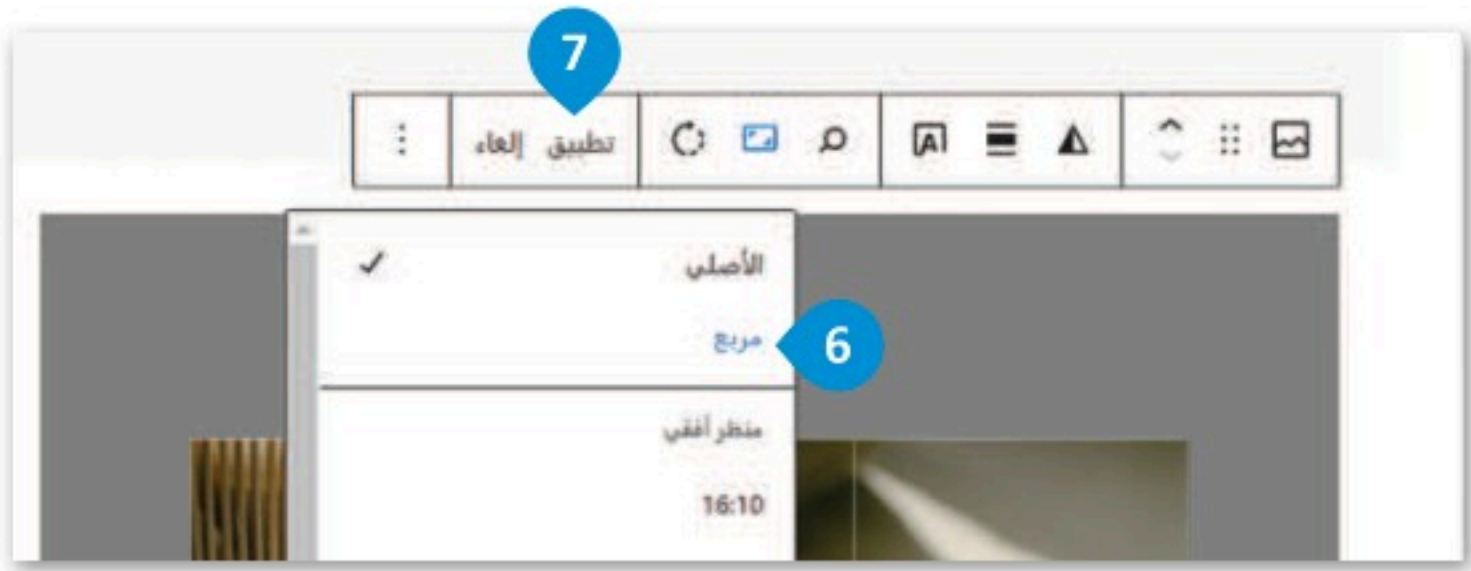 7
تطبيق إلغاء
الأصلي
مربع
6
منظر أفقي
16:10